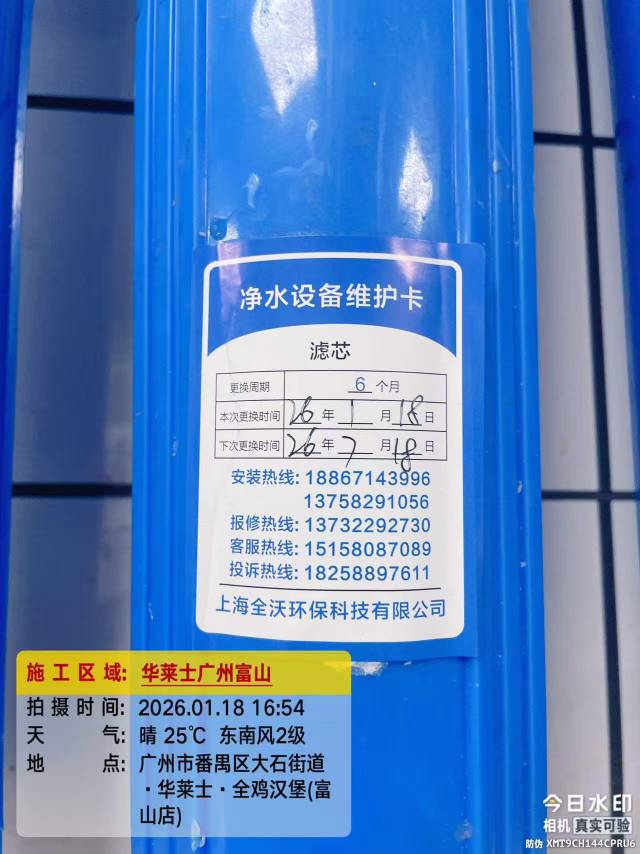 净水设备维护卡
滤芯
更换周期 6 个月
本次更换时间 26 年 1 月 18 日
下次更换时间 26 年 7 月 18 日
安装热线: 18867143996
13758291056
报修热线: 13732292730
客服热线: 15158087089
投诉热线: 18258897611
上海全沃环保科技有限公司
施工区域: 华莱士广州富山
拍摄时间: 2026.01.18 16:54
天气: 晴 25℃ 东南风2级
地点: 广州市番禺区大石街道
·华莱士·全鸡汉堡(富
山店)
今日水印
相机 真实可验
防伪 XMT9CH144CPRU6